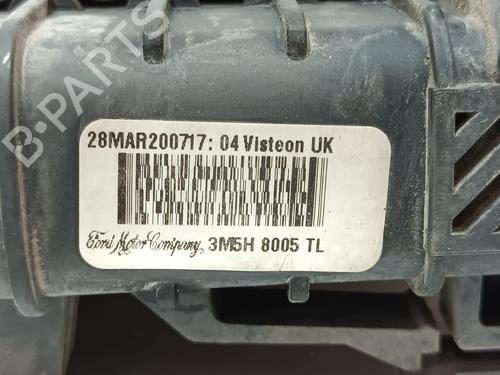 B-PARTS
28MAR200717: 04 Visteon UK
Ford Motor Company 3M5H 8005 TL